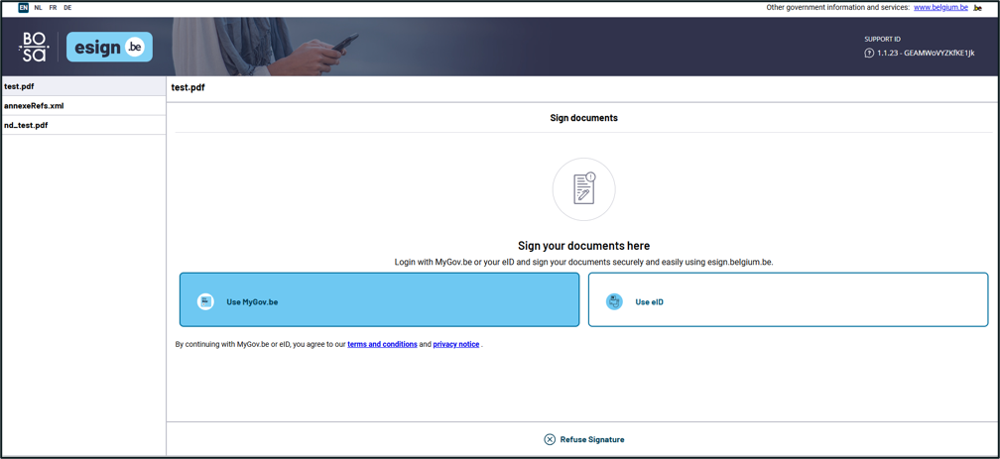 EN NL FR DE
Other government information and services: www.belgium.be .be
BOSA
esign .be
SUPPORT ID
? 1.1.23 - GEAMWoVYZKfKE1Jk
test.pdf
annexeRefs.xml
nd_test.pdf
test.pdf
Sign documents
Sign your documents here
Login with MyGov.be or your eID and sign your documents securely and easily using esign.belgium.be.
Use MyGov.be
Use eID
By continuing with MyGov.be or eID, you agree to our terms and conditions and privacy notice .
Refuse Signature